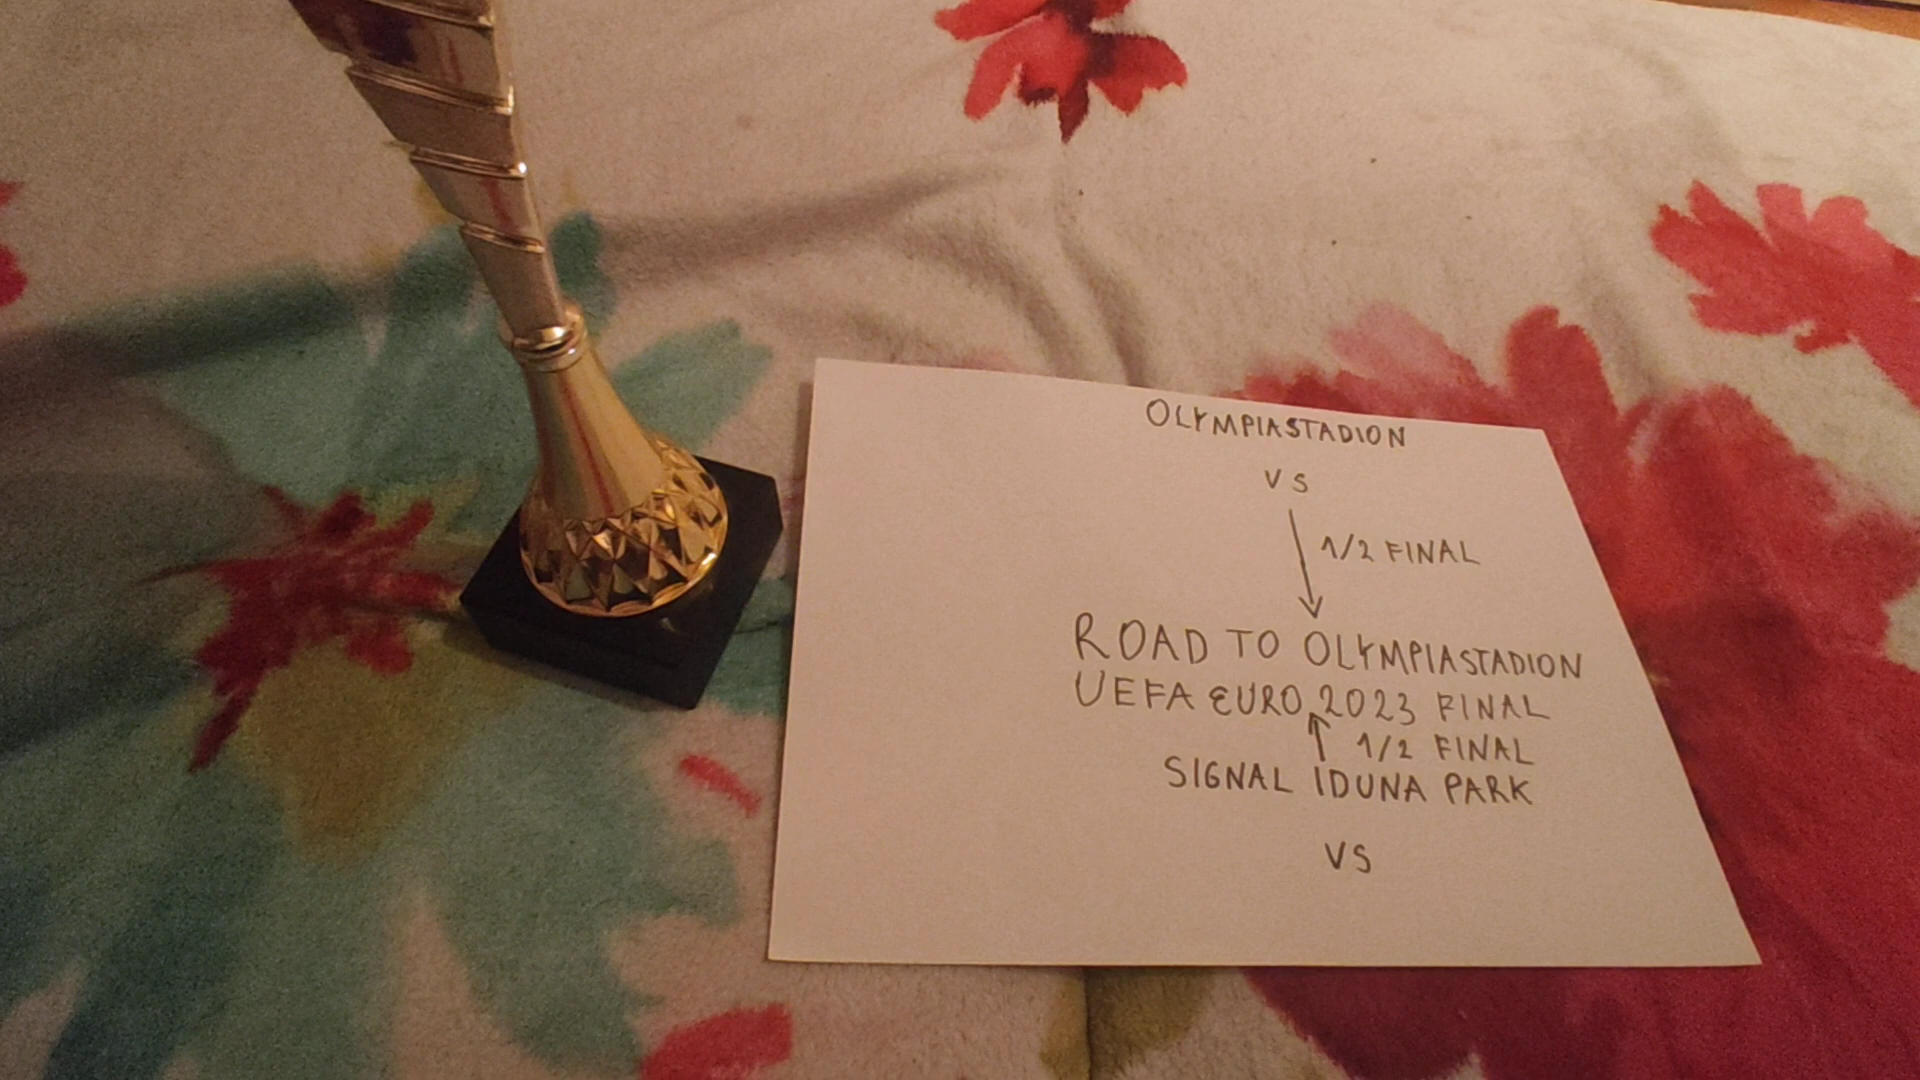 OLYMPIASTADION
VS
1/2 FINAL
ROAD TO OLYMPIASTADION
UEFA EURO 2023 FINAL
1/2 FINAL
SIGNAL IDUNA PARK
VS